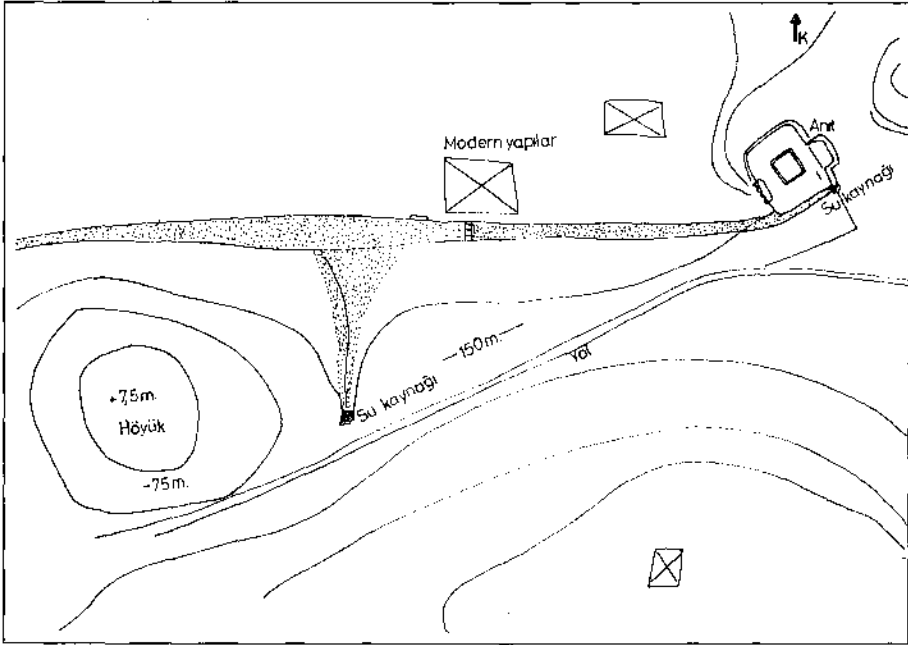 K
Anıt
Modern yapılar
Su kaynağı
150m.
Yol
Su kaynağı
+7,5m.
Höyük
-75m.